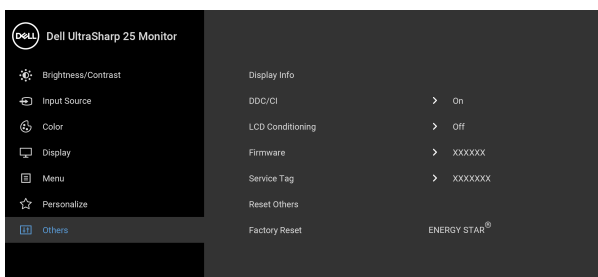 DELL Dell UltraSharp 25 Monitor
Brightness/Contrast Display Info
Input Source DDC/CI On
Color LCD Conditioning Off
Display Firmware XXXXXX
Menu Service Tag XXXXXXX
Personalize Reset Others
Others Factory Reset ENERGY STAR®